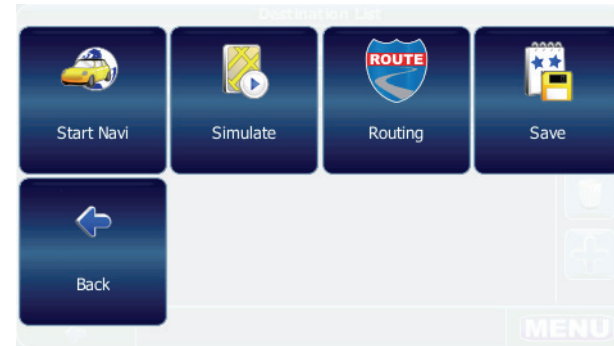 Destination List
ROUTE
Start Navi
Simulate
Routing
Save
Back
MENU